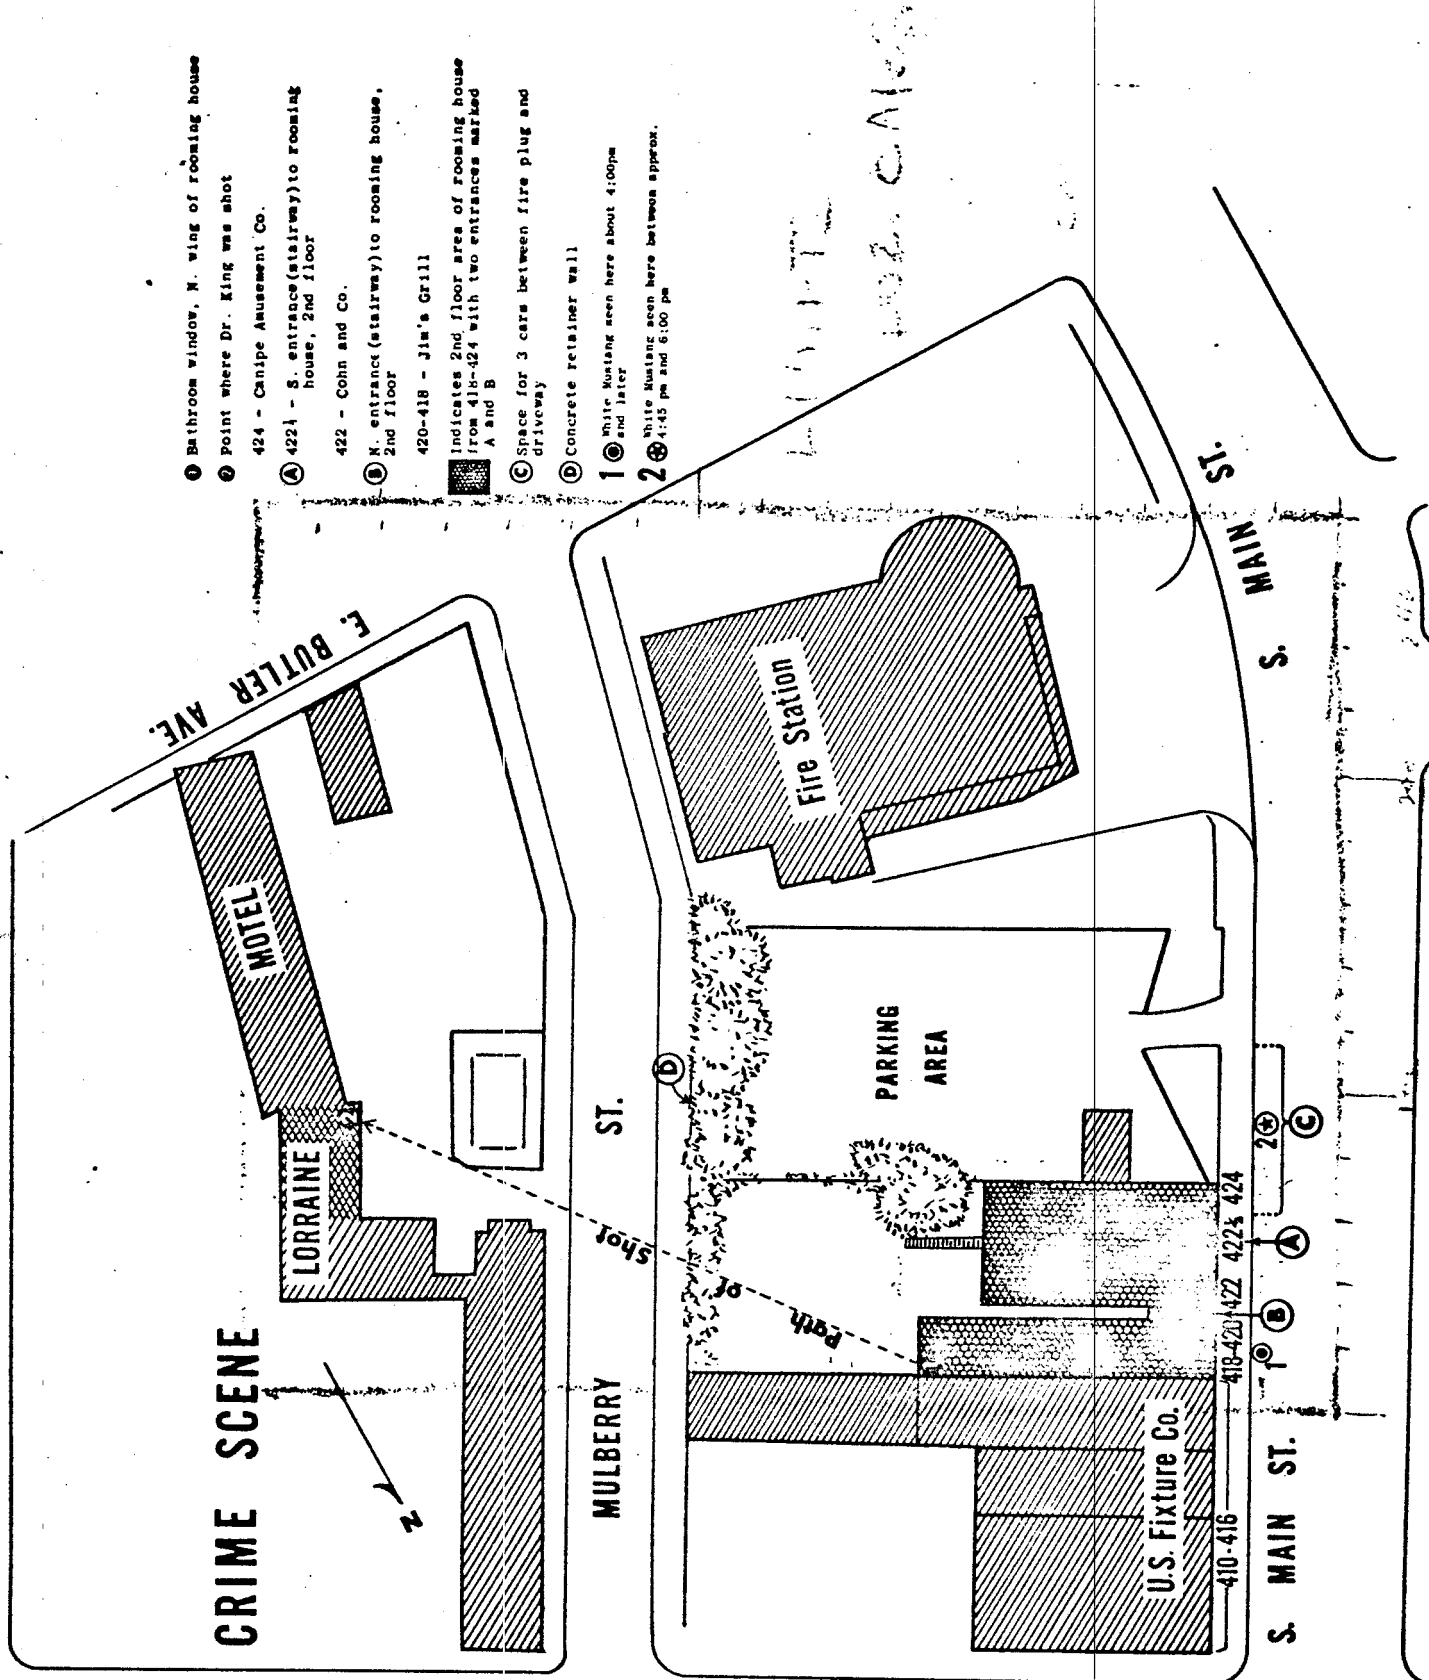 CRIME SCENE
❶ Bathroom window, N. wing of rooming house
❷ Point where Dr. King was shot
424 - Canipe Amusement Co.
Ⓐ 422½ - S. entrance(stairway)to rooming
house, 2nd floor
422 - Cohn and Co.
Ⓑ N. entrance(stairway)to rooming house,
2nd floor
420-418 - Jim's Grill
Indicates 2nd floor area of rooming house
from 418-424 with two entrances marked
A and B
Ⓒ Space for 3 cars between fire plug and
driveway
Ⓓ Concrete retainer wall
1 White Mustang seen here about 4:00pm
and later
2 White Mustang seen here between approx.
4:45 pm and 6:00 pm
N
LORRAINE
MOTEL
E. BUTLER AVE.
MULBERRY ST.
Path of Shot
D
Fire Station
PARKING
AREA
U.S. Fixture Co.
410-416
418-420
422
422½
424
1
B
A
2
C
S. MAIN ST.
S. MAIN ST.